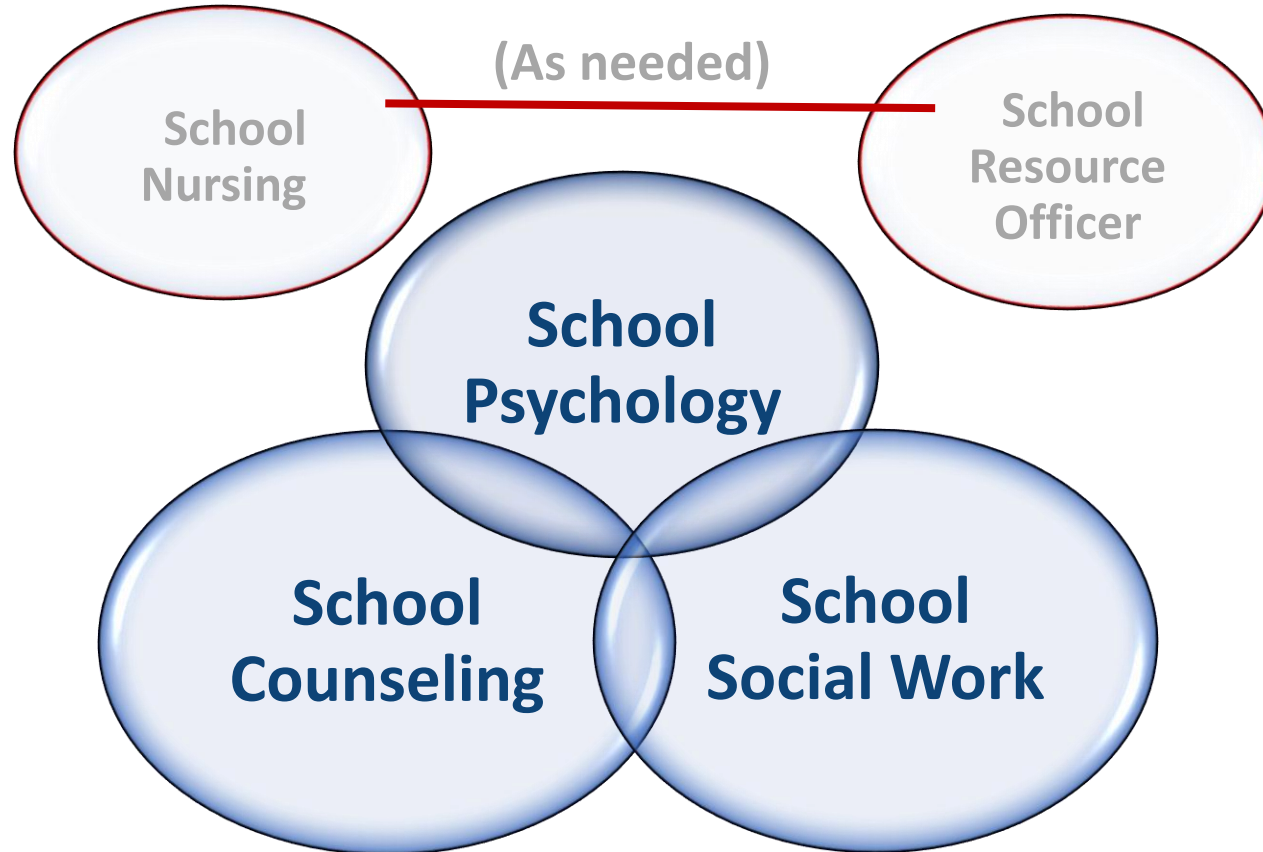 (As needed)
School
Nursing
School
Resource
Officer
School
Psychology
School
Counseling
School
Social Work